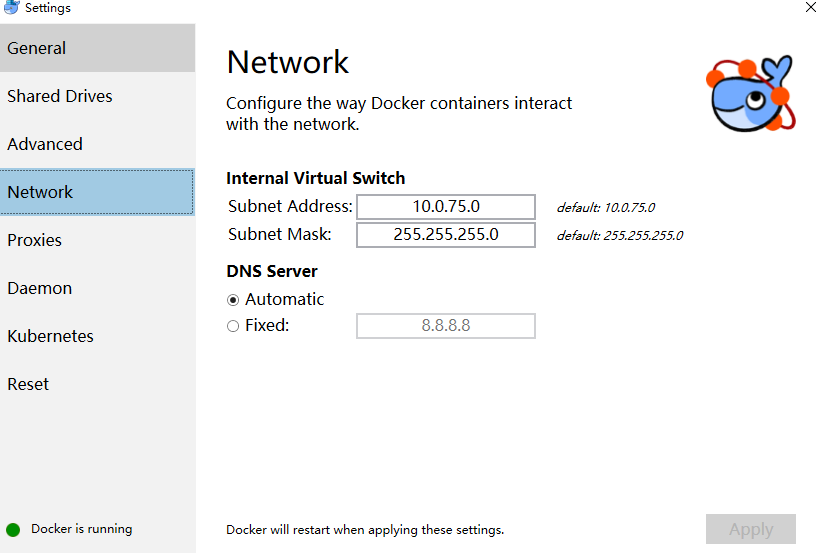 Settings
General
Shared Drives
Advanced
Network
Proxies
Daemon
Kubernetes
Reset
Docker is running
Network
Configure the way Docker containers interact
with the network.
Internal Virtual Switch
Subnet Address: 10.0.75.0 default: 10.0.75.0
Subnet Mask: 255.255.255.0 default: 255.255.255.0
DNS Server
Automatic
Fixed: 8.8.8.8
Docker will restart when applying these settings.
Apply